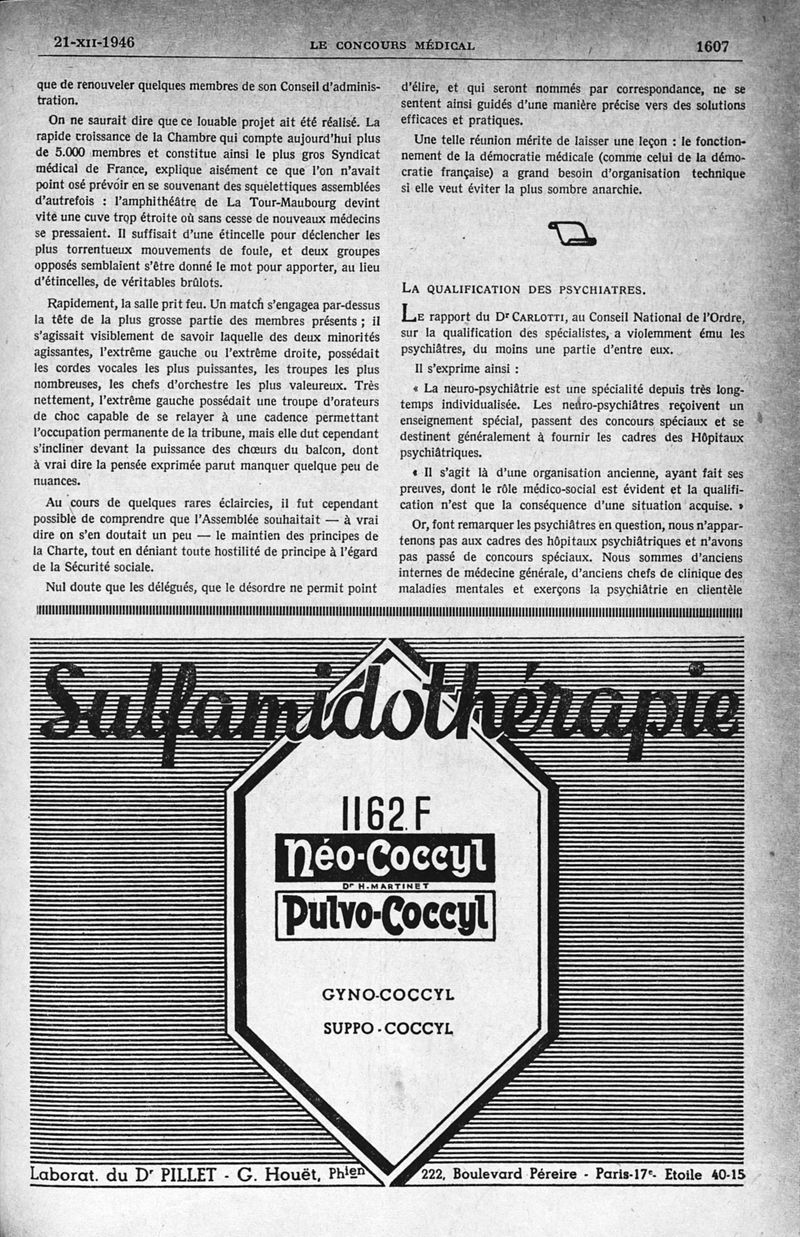 21-XII-1946
LE CONCOURS MÉDICAL
1607
que de renouveler quelques membres de son Conseil d'adminis-
tration.
On ne saurait dire que ce louable projet ait été réalisé. La
rapide croissance de la Chambre qui compte aujourd'hui plus
de 5.000 membres et constitue ainsi le plus gros Syndicat
médical de France, explique aisément ce que l'on n'avait
point osé prévoir en se souvenant des squelettiques assemblées
d'autrefois : l'amphithéâtre de La Tour-Maubourg devint
vite une cuve trop étroite où sans cesse de nouveaux médecins
se pressaient. Il suffisait d'une étincelle pour déclencher les
plus torrentueux mouvements de foule, et deux groupes
opposés semblaient s'être donné le mot pour apporter, au lieu
d'étincelles, de véritables brûlots.
Rapidement, la salle prit feu. Un match s'engagea par-dessus
la tête de la plus grosse partie des membres présents ; il
s'agissait visiblement de savoir laquelle des deux minorités
agissantes, l'extrême gauche ou l'extrême droite, possédait
les cordes vocales les plus puissantes, les troupes les plus
nombreuses, les chefs d'orchestre les plus valeureux. Très
nettement, l'extrême gauche possédait une troupe d'orateurs
de choc capable de se relayer à une cadence permettant
l'occupation permanente de la tribune, mais elle dut cependant
s'incliner devant la puissance des chœurs du balcon, dont
à vrai dire la pensée exprimée parut manquer quelque peu de
nuances.
Au cours de quelques rares éclaircies, il fut cependant
possible de comprendre que l'Assemblée souhaitait — à vrai
dire on s'en doutait un peu — le maintien des principes de
la Charte, tout en déniant toute hostilité de principe à l'égard
de la Sécurité sociale.
Nul doute que les délégués, que le désordre ne permit point
d'élire, et qui seront nommés par correspondance, ne se
sentent ainsi guidés d'une manière précise vers des solutions
efficaces et pratiques.
Une telle réunion mérite de laisser une leçon : le fonction-
nement de la démocratie médicale (comme celui de la démo-
cratie française) a grand besoin d'organisation technique
si elle veut éviter la plus sombre anarchie.
LA QUALIFICATION DES PSYCHIATRES.
LE rapport du Dr CARLOTTI, au Conseil National de l'Ordre,
sur la qualification des spécialistes, a violemment ému les
psychiâtres, du moins une partie d'entre eux.
Il s'exprime ainsi :
« La neuro-psychiâtrie est une spécialité depuis très long-
temps individualisée. Les neuro-psychiâtres reçoivent un
enseignement spécial, passent des concours spéciaux et se
destinent généralement à fournir les cadres des Hôpitaux
psychiâtriques.
« Il s'agit là d'une organisation ancienne, ayant fait ses
preuves, dont le rôle médico-social est évident et la qualifi-
cation n'est que la conséquence d'une situation acquise. »
Or, font remarquer les psychiâtres en question, nous n'appar-
tenons pas aux cadres des hôpitaux psychiâtriques et n'avons
pas passé de concours spéciaux. Nous sommes d'anciens
internes de médecine générale, d'anciens chefs de clinique des
maladies mentales et exerçons la psychiâtrie en clientèle
Sulfamidothérapie
1162. F
Néo-Coccyl
Dr H. MARTINET
Pulvo-Coccyl
GYNO-COCCYL
SUPPO-COCCYL
Laborat. du Dr PILLET - G. Houët, Phien
222, Boulevard Péreire - Paris-17e - Etoile 40-15